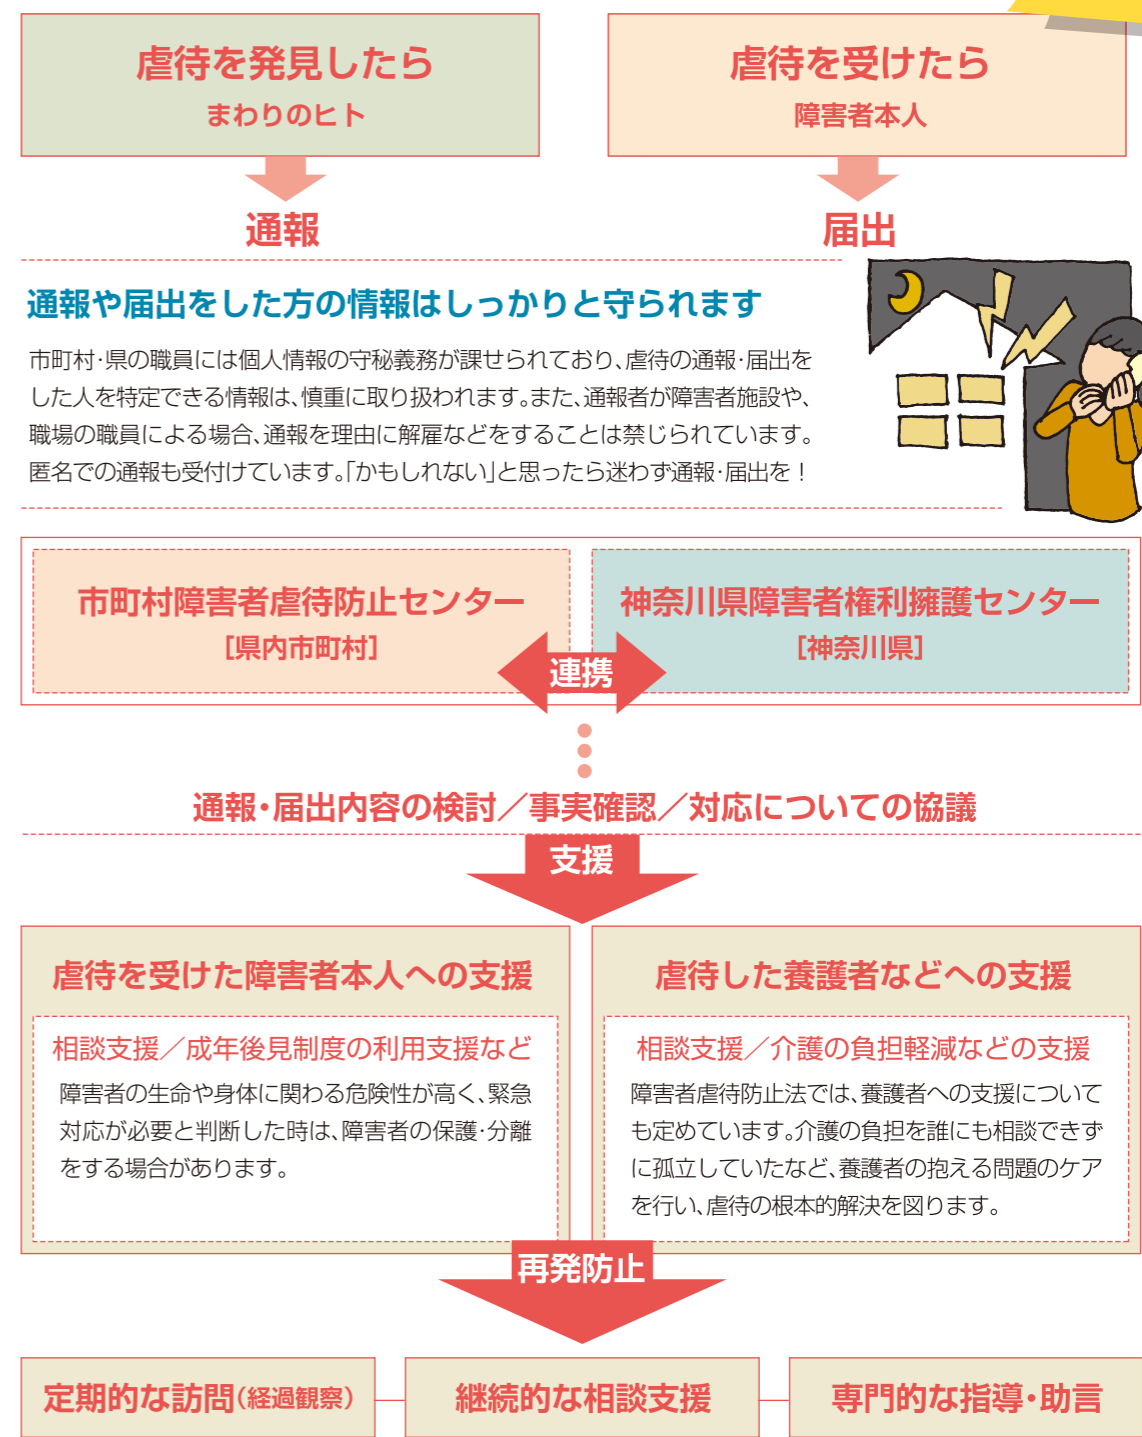 虐待を発見したら
まわりのヒト
虐待を受けたら
障害者本人
通報
届出
通報や届出をした方の情報はしっかりと守られます
市町村・県の職員には個人情報の守秘義務が課せられており、虐待の通報・届出を
した人を特定できる情報は、慎重に取り扱われます。また、通報者が障害者施設や、
職場の職員による場合、通報を理由に解雇などをすることは禁じられています。
匿名での通報も受付けています。「かもしれない」と思ったら迷わず通報・届出を！
市町村障害者虐待防止センター
［県内市町村］
神奈川県障害者権利擁護センター
［神奈川県］
連携
通報・届出内容の検討／事実確認／対応についての協議
支援
虐待を受けた障害者本人への支援
相談支援／成年後見制度の利用支援など
障害者の生命や身体に関わる危険性が高く、緊急
対応が必要と判断した時は、障害者の保護・分離
をする場合があります。
虐待した養護者などへの支援
相談支援／介護の負担軽減などの支援
障害者虐待防止法では、養護者への支援について
も定めています。介護の負担を誰にも相談できず
に孤立していたなど、養護者の抱える問題のケア
を行い、虐待の根本的解決を図ります。
再発防止
定期的な訪問（経過観察）
継続的な相談支援
専門的な指導・助言